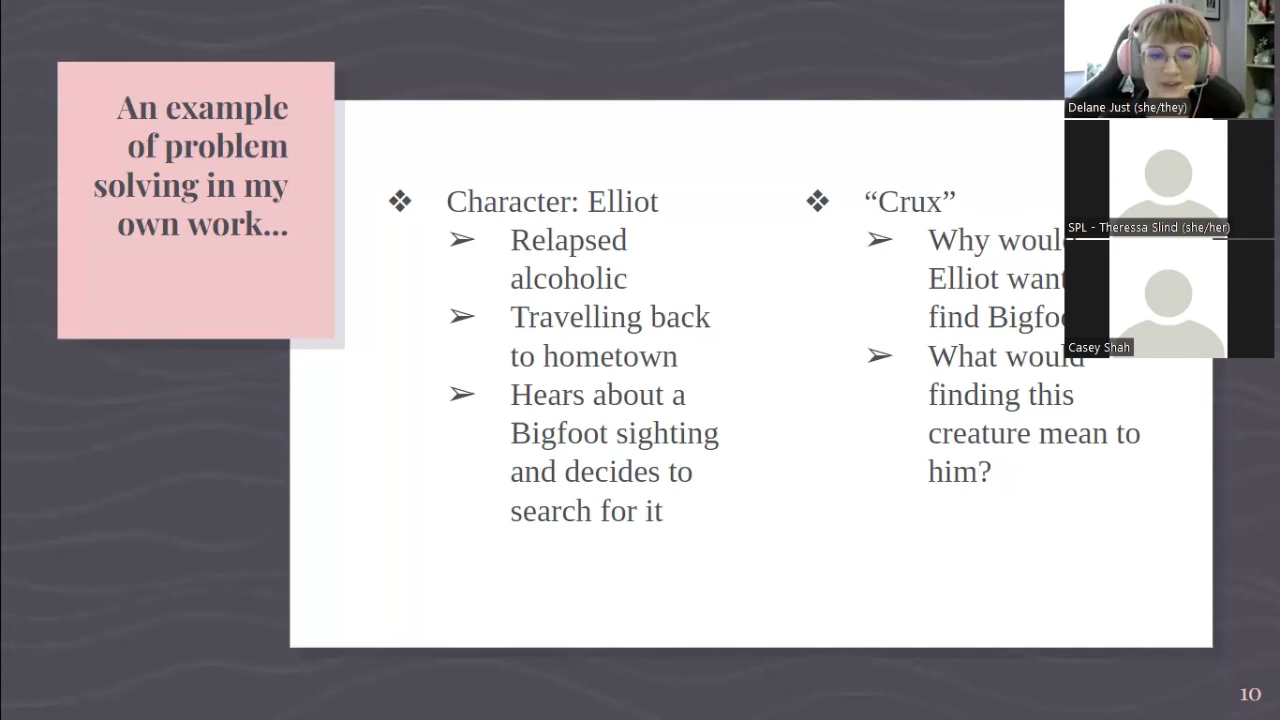 An example
of problem
solving in my
own work...
❖ Character: Elliot
➢ Relapsed
alcoholic
➢ Travelling back
to hometown
➢ Hears about a
Bigfoot sighting
and decides to
search for it
❖ “Crux”
➢ Why
Elliot want
find
➢ What would
finding this
creature mean to
him?
Delane Just (she/they)
SPL - Theressa Slind (she/her)
Casey Shah
10